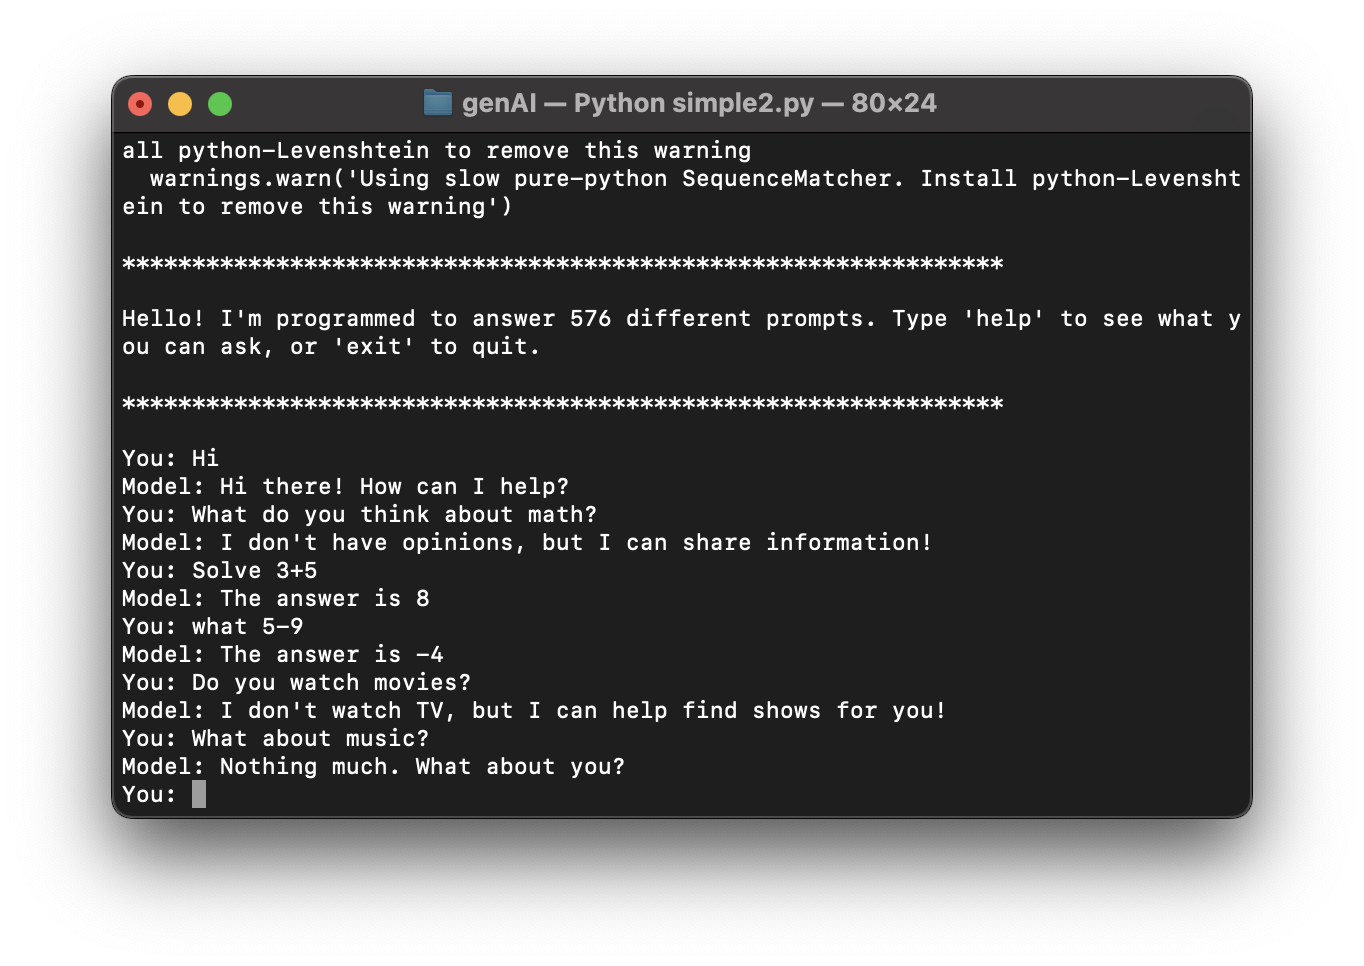 genAI — Python simple2.py — 80×24
all python-Levenshtein to remove this warning
  warnings.warn('Using slow pure-python SequenceMatcher. Install python-Levensht
ein to remove this warning')
***************************************************************
Hello! I'm programmed to answer 576 different prompts. Type 'help' to see what y
ou can ask, or 'exit' to quit.
***************************************************************
You: Hi
Model: Hi there! How can I help?
You: What do you think about math?
Model: I don't have opinions, but I can share information!
You: Solve 3+5
Model: The answer is 8
You: what 5-9
Model: The answer is -4
You: Do you watch movies?
Model: I don't watch TV, but I can help find shows for you!
You: What about music?
Model: Nothing much. What about you?
You: